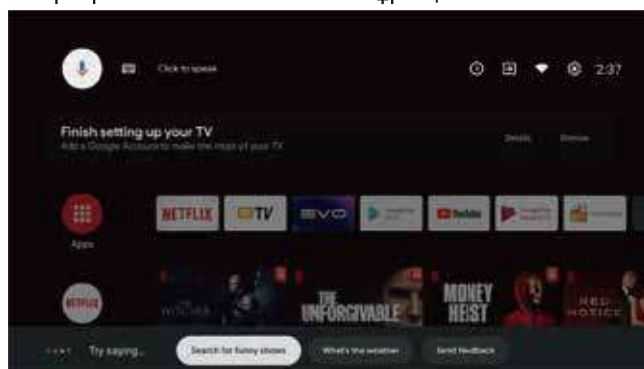 Click to speak
2:37
Finish setting up your TV
Add a Google Account to make the most of your TV
Details Dismiss
NETFLIX TV EVO YouTube
Apps
NETFLIX THE UNFORGIVABLE MONEY HEIST RED NOTICE
Try saying... Search for funny shows What's the weather Send feedback